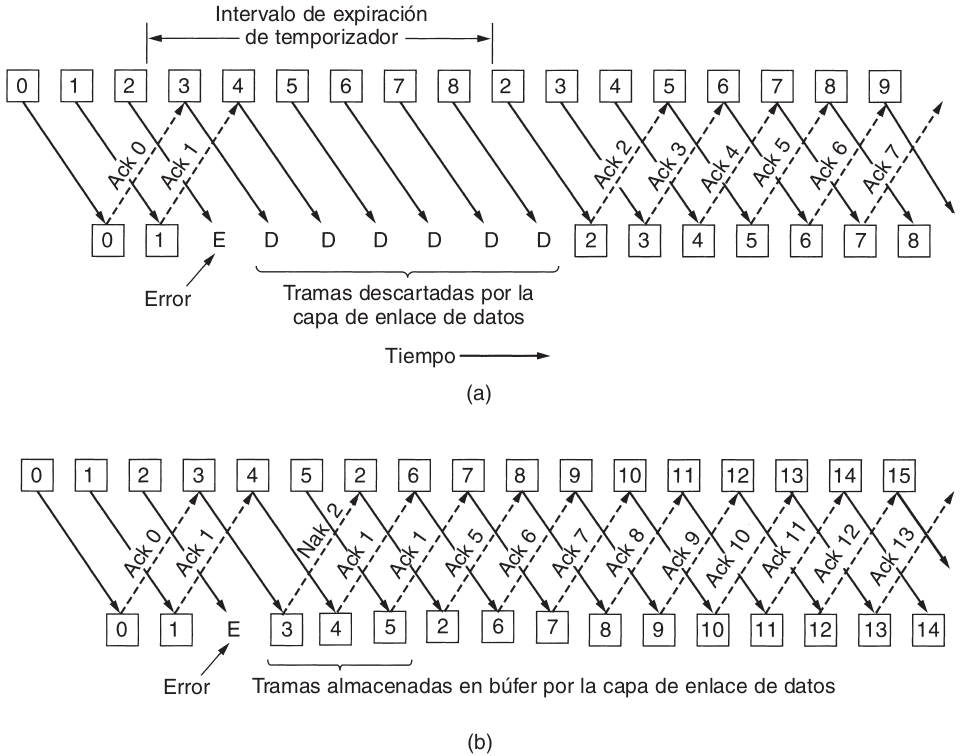 Intervalo de expiración
de temporizador
0 1 2 3 4 5 6 7 8 2 3 4 5 6 7 8 9
Ack 0 Ack 1 Ack 2 Ack 3 Ack 4 Ack 5 Ack 6 Ack 7
0 1 E D D D D D D 2 3 4 5 6 7 8
Error
Tramas descartadas por la
capa de enlace de datos
Tiempo
(a)
0 1 2 3 4 5 2 6 7 8 9 10 11 12 13 14 15
Ack 0 Ack 1 Nak 2 Ack 1 Ack 1 Ack 5 Ack 6 Ack 7 Ack 8 Ack 9 Ack 10 Ack 11 Ack 12 Ack 13
0 1 E 3 4 5 2 6 7 8 9 10 11 12 13 14
Error
Tramas almacenadas en búfer por la capa de enlace de datos
(b)